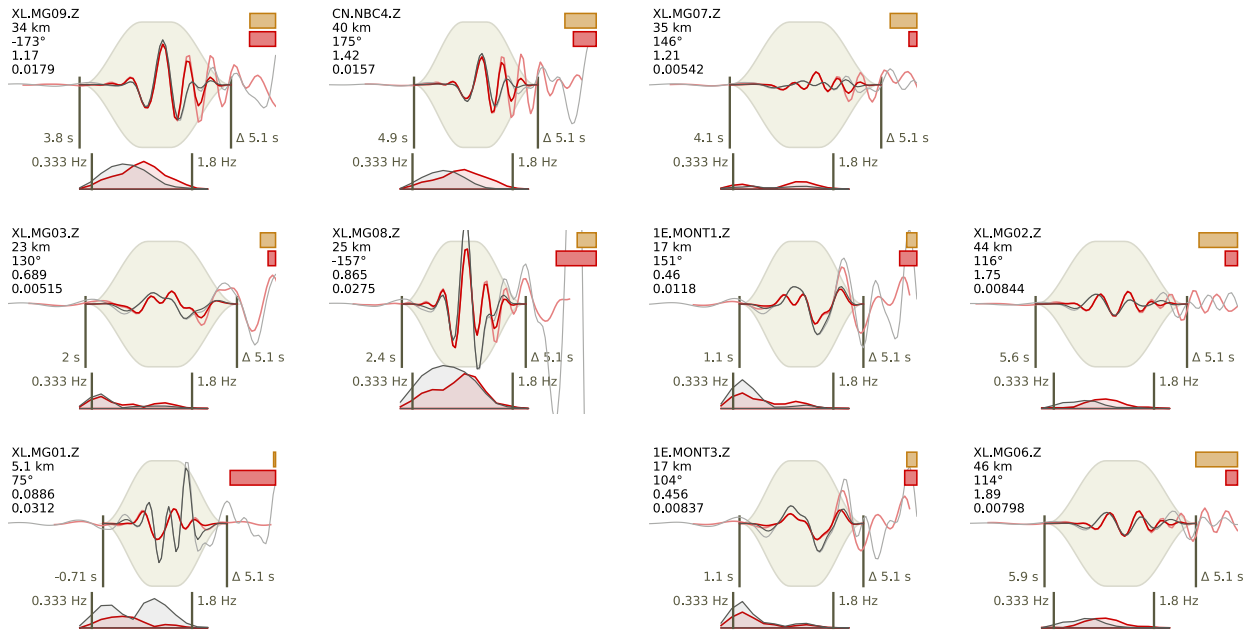 XL.MG09.Z
34 km
-173°
1.17
0.0179
3.8 s
Δ 5.1 s
0.333 Hz
1.8 Hz
CN.NBC4.Z
40 km
175°
1.42
0.0157
4.9 s
Δ 5.1 s
0.333 Hz
1.8 Hz
XL.MG07.Z
35 km
146°
1.21
0.00542
4.1 s
Δ 5.1 s
0.333 Hz
1.8 Hz
XL.MG03.Z
23 km
130°
0.689
0.00515
2 s
Δ 5.1 s
0.333 Hz
1.8 Hz
XL.MG08.Z
25 km
-157°
0.865
0.0275
2.4 s
Δ 5.1 s
0.333 Hz
1.8 Hz
1E.MONT1.Z
17 km
151°
0.46
0.0118
1.1 s
Δ 5.1 s
0.333 Hz
1.8 Hz
XL.MG02.Z
44 km
116°
1.75
0.00844
5.6 s
Δ 5.1 s
0.333 Hz
1.8 Hz
XL.MG01.Z
5.1 km
75°
0.0886
0.0312
-0.71 s
Δ 5.1 s
0.333 Hz
1.8 Hz
1E.MONT3.Z
17 km
104°
0.456
0.00837
1.1 s
Δ 5.1 s
0.333 Hz
1.8 Hz
XL.MG06.Z
46 km
114°
1.89
0.00798
5.9 s
Δ 5.1 s
0.333 Hz
1.8 Hz